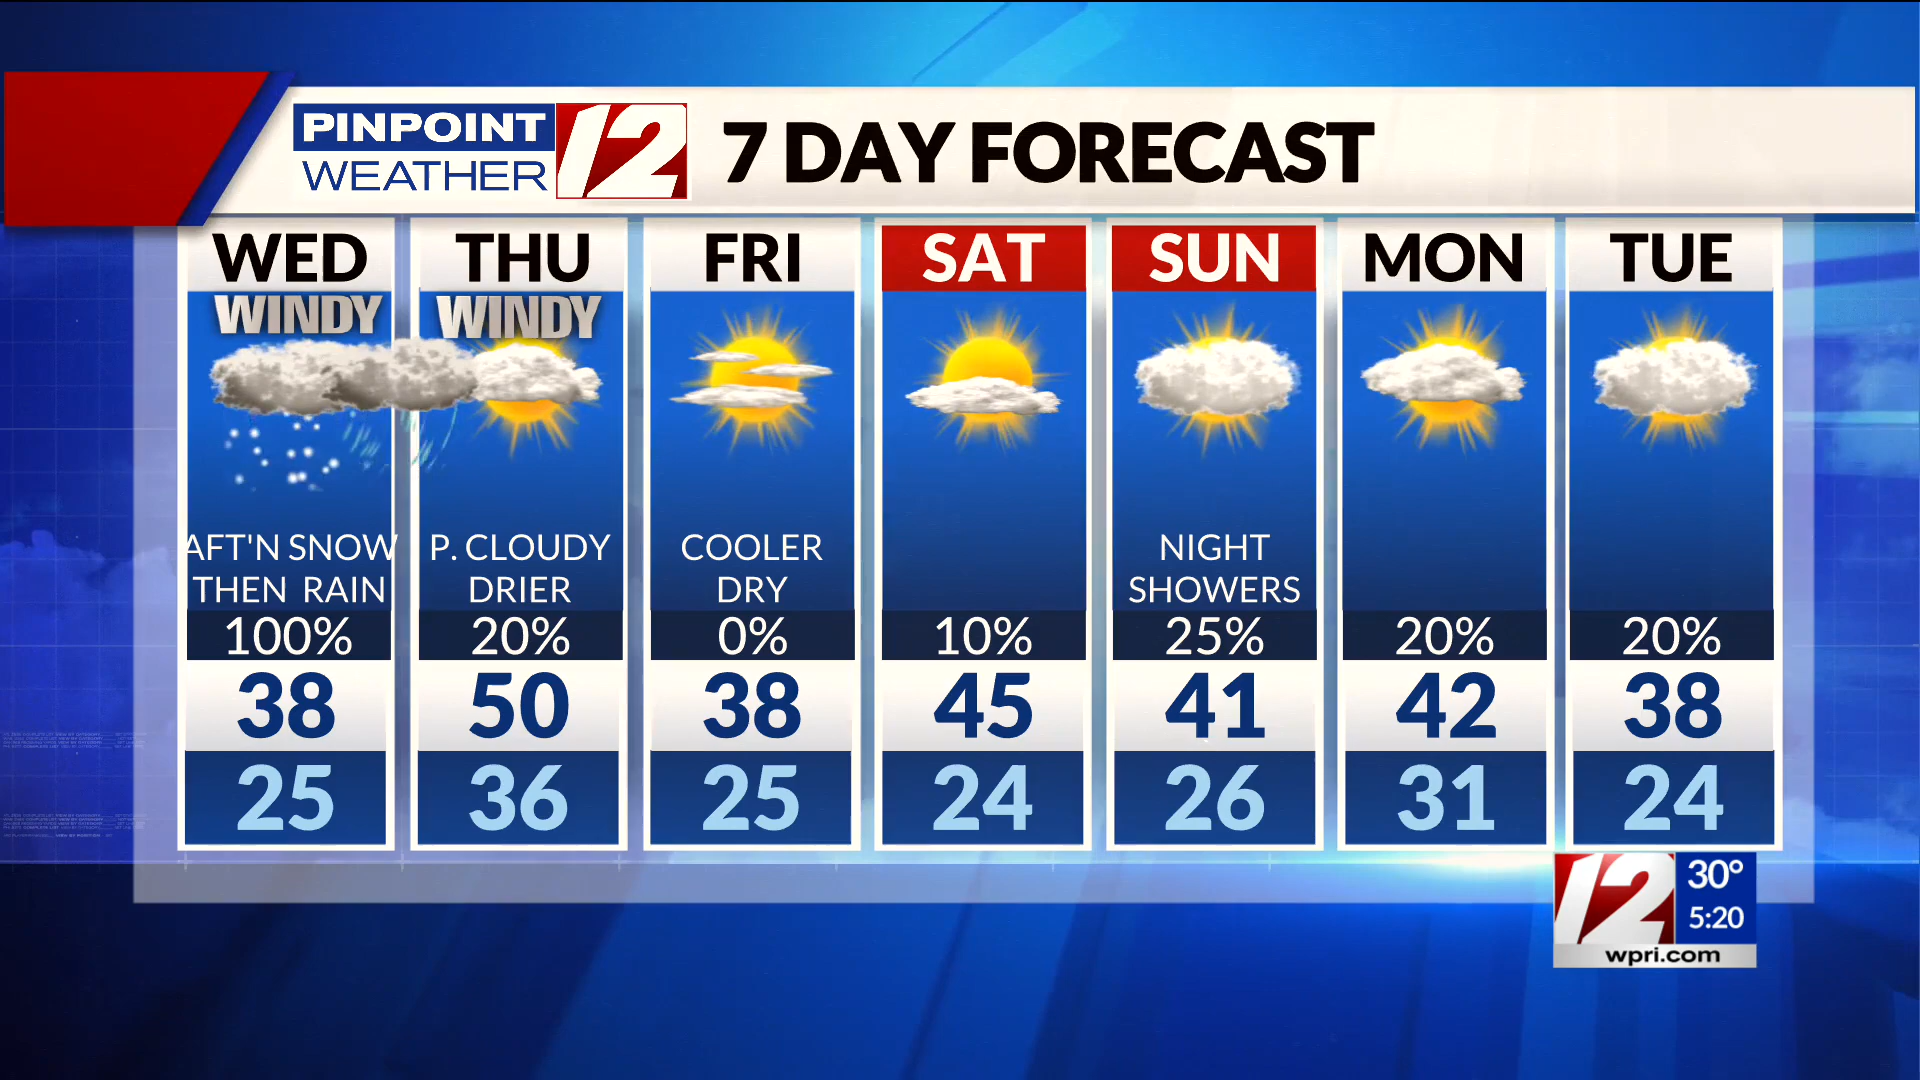 PINPOINT
WEATHER
12
7 DAY FORECAST
WED
THU
FRI
SAT
SUN
MON
TUE
WINDY
WINDY
AFT'N SNOW
THEN RAIN
P. CLOUDY
DRIER
COOLER
DRY
NIGHT
SHOWERS
100%
20%
0%
10%
25%
20%
20%
38
50
38
45
41
42
38
25
36
25
24
26
31
24
12
30°
5:20
wpri.com